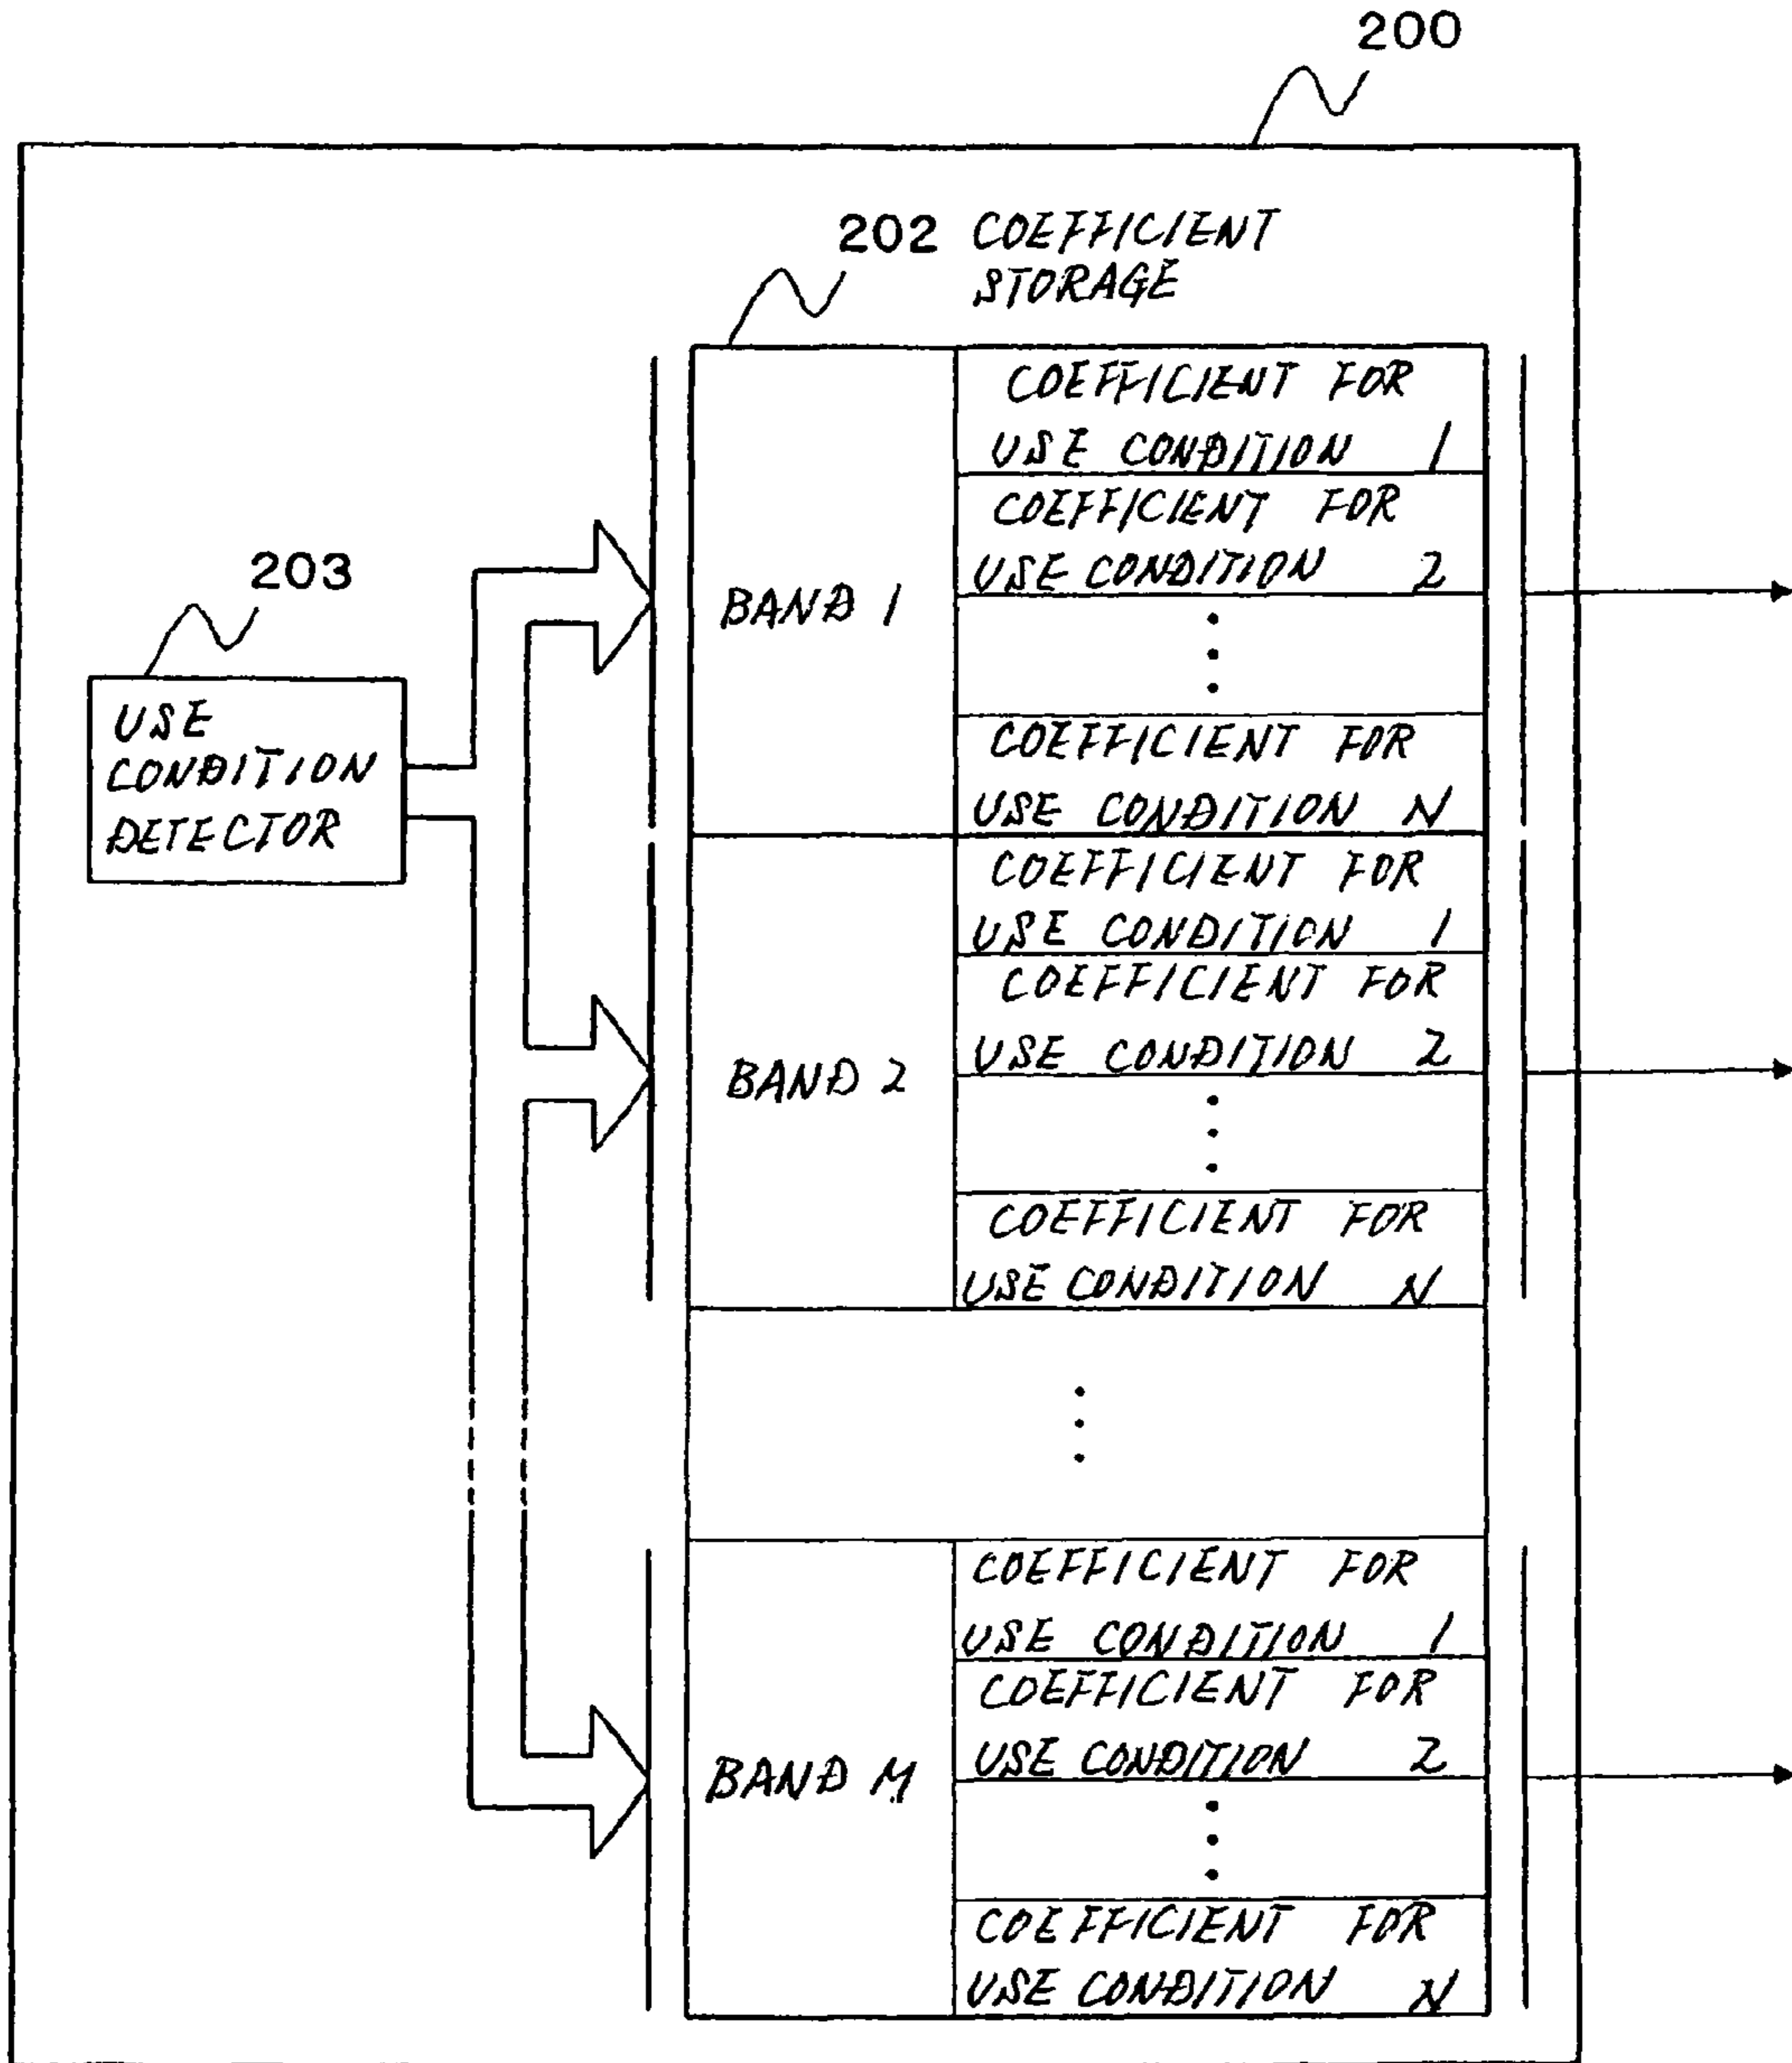 200
202 COEFFICIENT
STORAGE
203
USE
CONDITION
DETECTOR
BAND 1
COEFFICIENT FOR
USE CONDITION 1
COEFFICIENT FOR
USE CONDITION 2
COEFFICIENT FOR
USE CONDITION N
BAND 2
COEFFICIENT FOR
USE CONDITION 1
COEFFICIENT FOR
USE CONDITION 2
COEFFICIENT FOR
USE CONDITION N
BAND M
COEFFICIENT FOR
USE CONDITION 1
COEFFICIENT FOR
USE CONDITION 2
COEFFICIENT FOR
USE CONDITION N